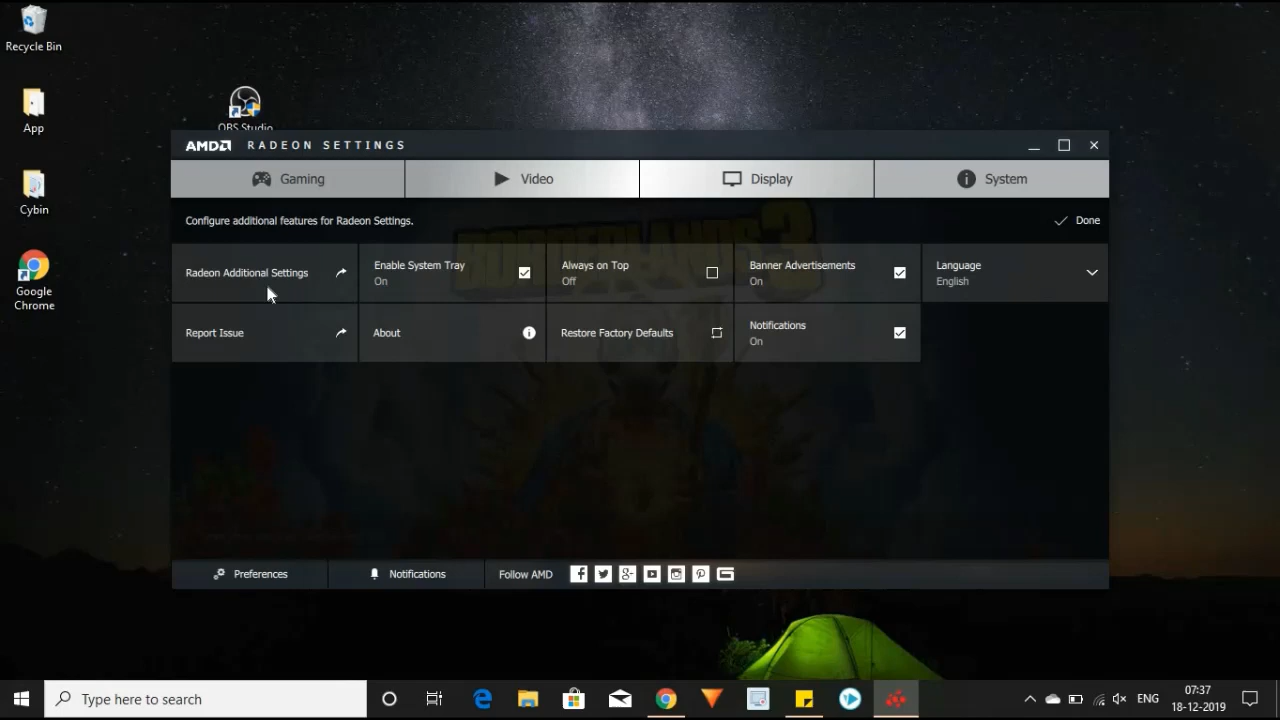 Recycle Bin
App
Cybin
Google
Chrome
OBS Studio
AMD RADEON SETTINGS
Gaming
Video
Display
System
Configure additional features for Radeon Settings.
Done
Radeon Additional Settings
Enable System Tray
On
Always on Top
Off
Banner Advertisements
On
Language
English
Report Issue
About
Restore Factory Defaults
Notifications
On
BORDERLANDS 3
Preferences
Notifications
Follow AMD
Type here to search
ENG
07:37
18-12-2019